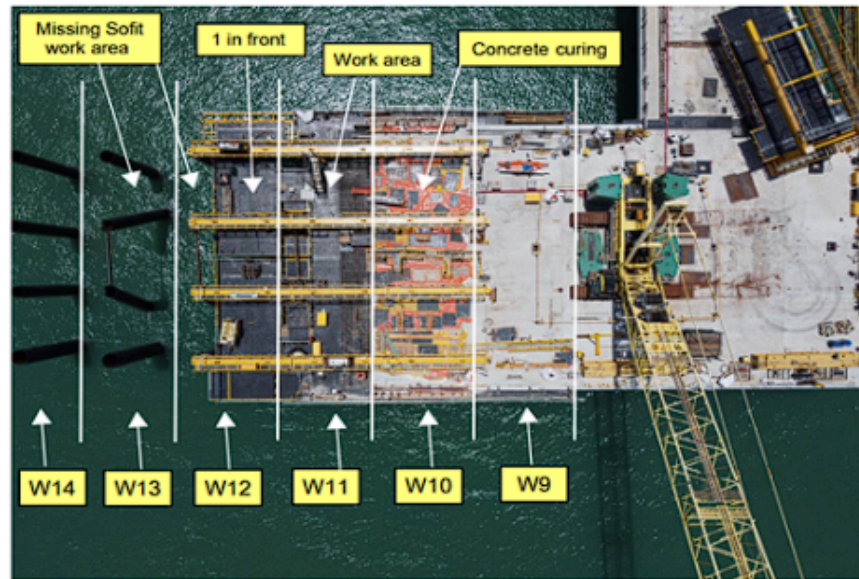 Missing Sofit
work area
1 in front
Work area
Concrete curing
W14
W13
W12
W11
W10
W9